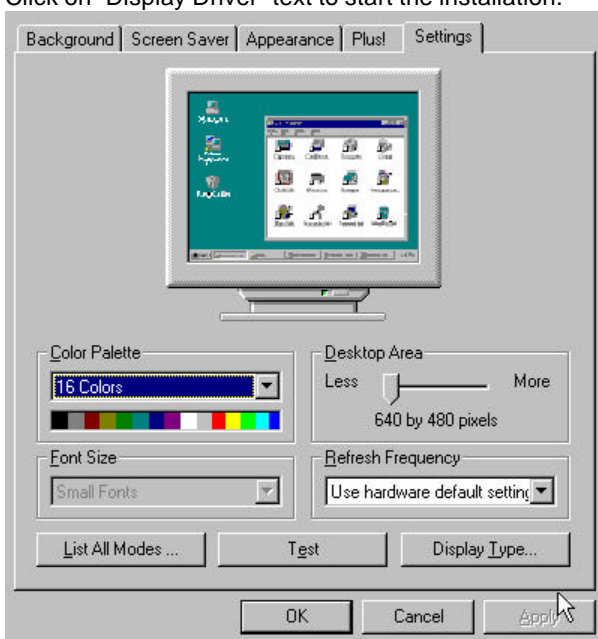 Click on "Display Driver" text to start the installation.
Background Screen Saver Appearance Plus! Settings
Color Palette
16 Colors
Desktop Area
Less More
640 by 480 pixels
Font Size
Small Fonts
Refresh Frequency
Use hardware default setting
List All Modes ... Test Display Type...
OK Cancel Apply